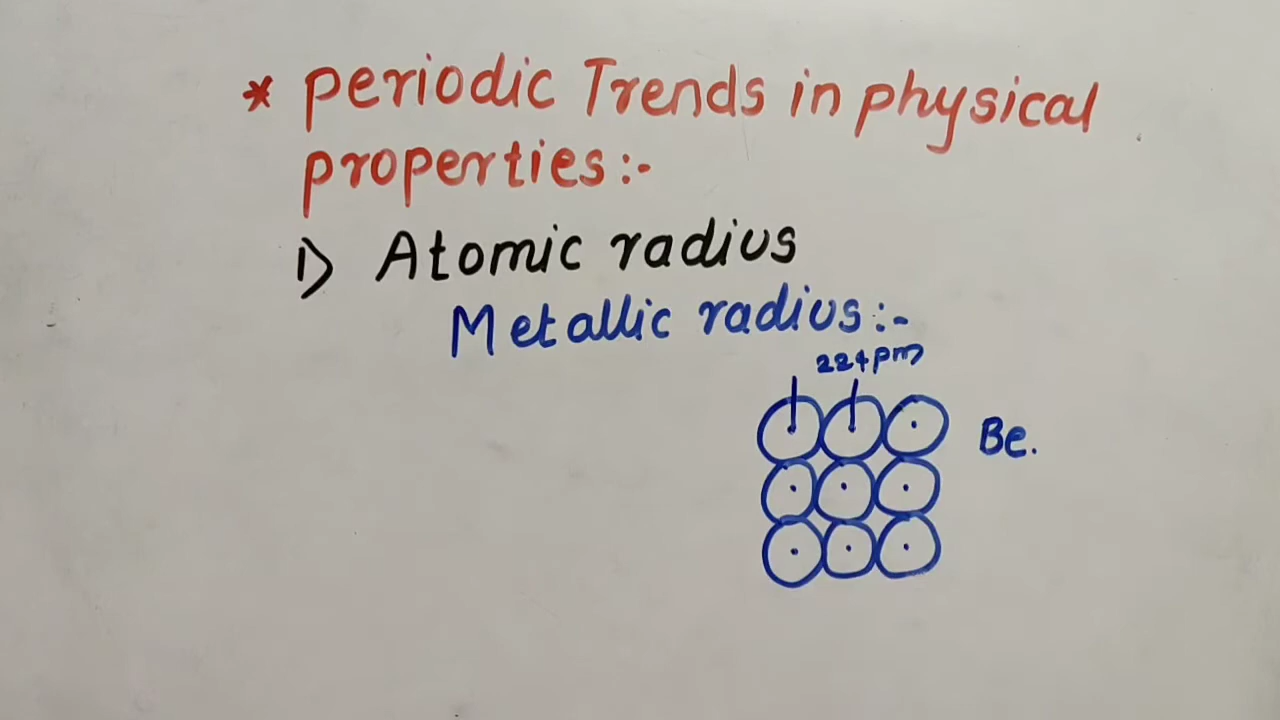 * Periodic Trends in physical
properties:-
1) Atomic radius
Metallic radius:-
224pm
Be.